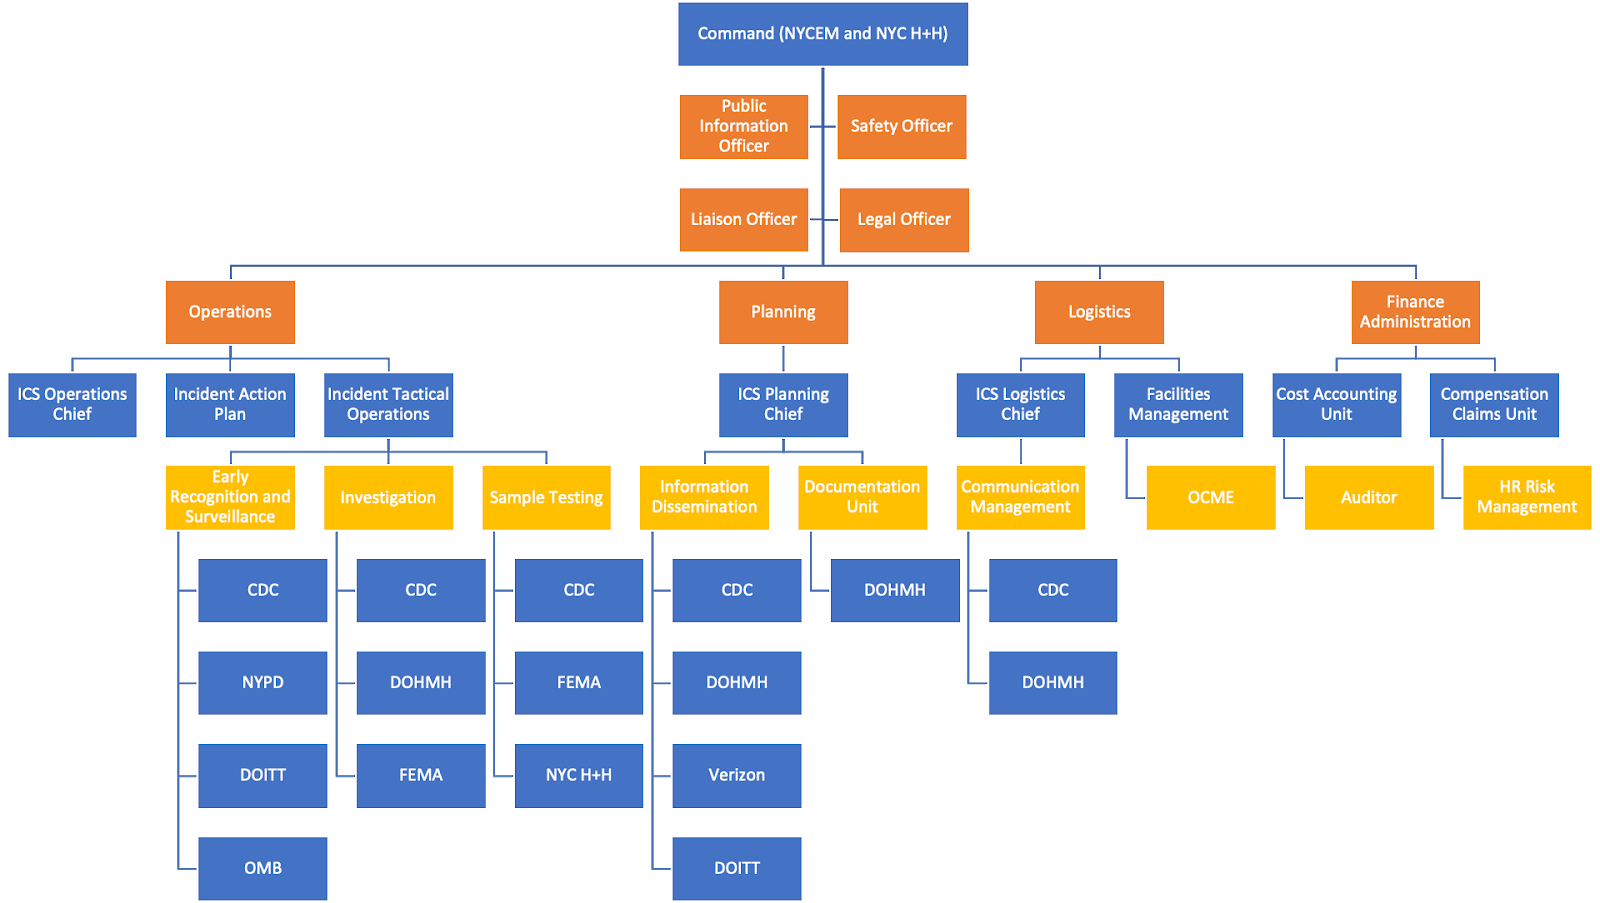 Command (NYCEM and NYC H+H)
Public
Information
Officer
Safety Officer
Liaison Officer
Legal Officer
Operations
Planning
Logistics
Finance
Administration
ICS Operations
Chief
Incident Action
Plan
Incident Tactical
Operations
ICS Planning
Chief
ICS Logistics
Chief
Facilities
Management
Cost Accounting
Unit
Compensation
Claims Unit
Early
Recognition and
Surveillance
Investigation
Sample Testing
Information
Dissemination
Documentation
Unit
Communication
Management
OCME
Auditor
HR Risk
Management
CDC
CDC
CDC
CDC
DOHMH
CDC
NYPD
DOHMH
FEMA
DOHMH
DOHMH
DOITT
FEMA
NYC H+H
Verizon
OMB
DOITT